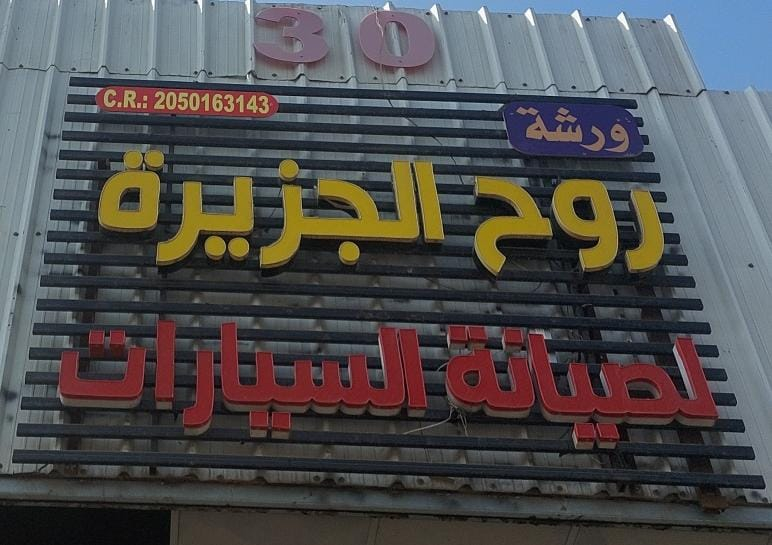 30
C.R.: 2050163143
ورشة
روح الجزيرة
لصيانة السيارات